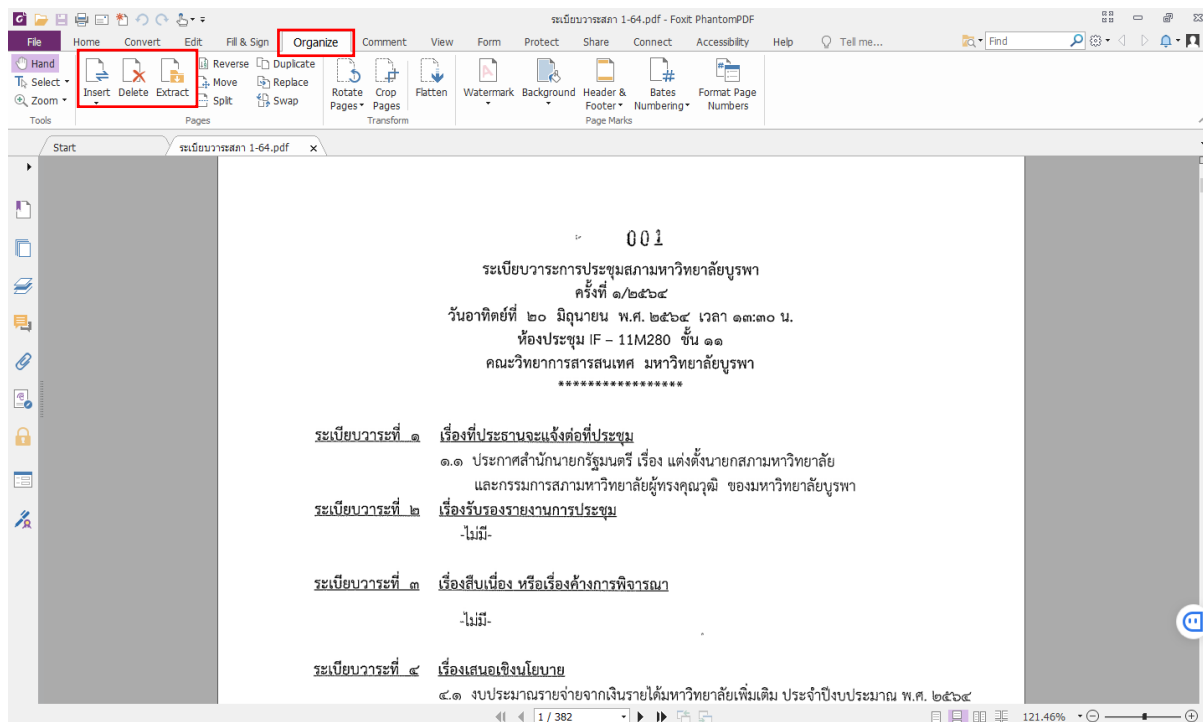 ระเบียบวาระสภา 1-64.pdf - Foxit PhantomPDF
File Home Convert Edit Fill & Sign Organize Comment View Form Protect Share Connect Accessibility Help Tell me... Find
Hand
Select
Zoom
Tools
Insert Delete Extract
Reverse Duplicate
Move Replace
Split Swap
Pages
Rotate Pages
Crop Pages
Flatten
Transform
Watermark
Background
Header & Footer
Bates Numbering
Format Page Numbers
Page Marks
Start ระเบียบวาระสภา 1-64.pdf x
001
ระเบียบวาระการประชุมสภามหาวิทยาลัยบูรพา
ครั้งที่ ๑/๒๕๖๔
วันอาทิตย์ที่ ๒๐ มิถุนายน พ.ศ. ๒๕๖๔ เวลา ๑๓:๓๐ น.
ห้องประชุม IF – 11M280 ชั้น ๑๑
คณะวิทยาการสารสนเทศ มหาวิทยาลัยบูรพา
*****************
ระเบียบวาระที่ ๑ เรื่องที่ประธานจะแจ้งต่อที่ประชุม
๑.๑ ประกาศสำนักนายกรัฐมนตรี เรื่อง แต่งตั้งนายกสภามหาวิทยาลัย
และกรรมการสภามหาวิทยาลัยผู้ทรงคุณวุฒิ ของมหาวิทยาลัยบูรพา
ระเบียบวาระที่ ๒ เรื่องรับรองรายงานการประชุม
-ไม่มี-
ระเบียบวาระที่ ๓ เรื่องสืบเนื่อง หรือเรื่องค้างการพิจารณา
-ไม่มี-
ระเบียบวาระที่ ๔ เรื่องเสนอเชิงนโยบาย
๔.๑ งบประมาณรายจ่ายจากเงินรายได้มหาวิทยาลัยเพิ่มเติม ประจำปีงบประมาณ พ.ศ. ๒๕๖๔
1 / 382 121.46%